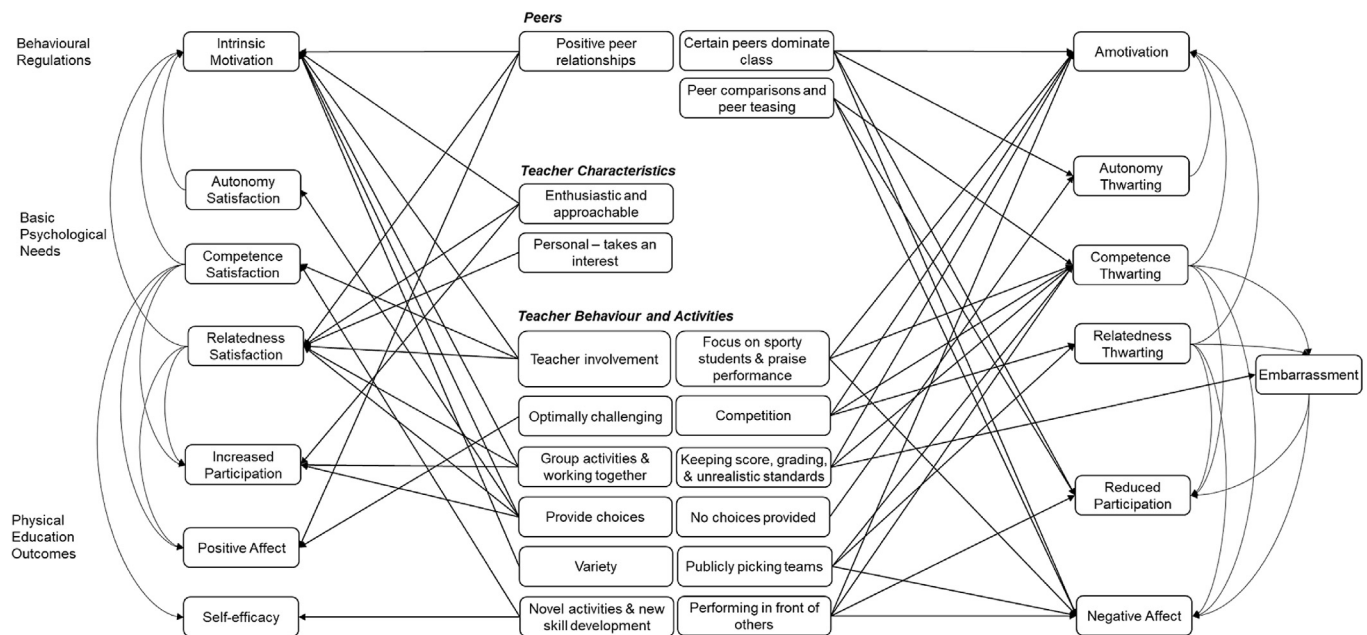 Peers
Behavioural
Regulations
Intrinsic
Motivation
Positive peer
relationships
Certain peers dominate
class
Amotivation
Peer comparisons and
peer teasing
Teacher Characteristics
Autonomy
Satisfaction
Enthusiastic and
approachable
Autonomy
Thwarting
Basic
Psychological
Needs
Competence
Satisfaction
Personal – takes an
interest
Competence
Thwarting
Teacher Behaviour and Activities
Relatedness
Satisfaction
Teacher involvement
Focus on sporty
students & praise
performance
Relatedness
Thwarting
Embarrassment
Optimally challenging
Competition
Increased
Participation
Group activities &
working together
Keeping score, grading,
& unrealistic standards
Reduced
Participation
Physical
Education
Outcomes
Provide choices
No choices provided
Positive Affect
Variety
Publicly picking teams
Self-efficacy
Novel activities & new
skill development
Performing in front of
others
Negative Affect